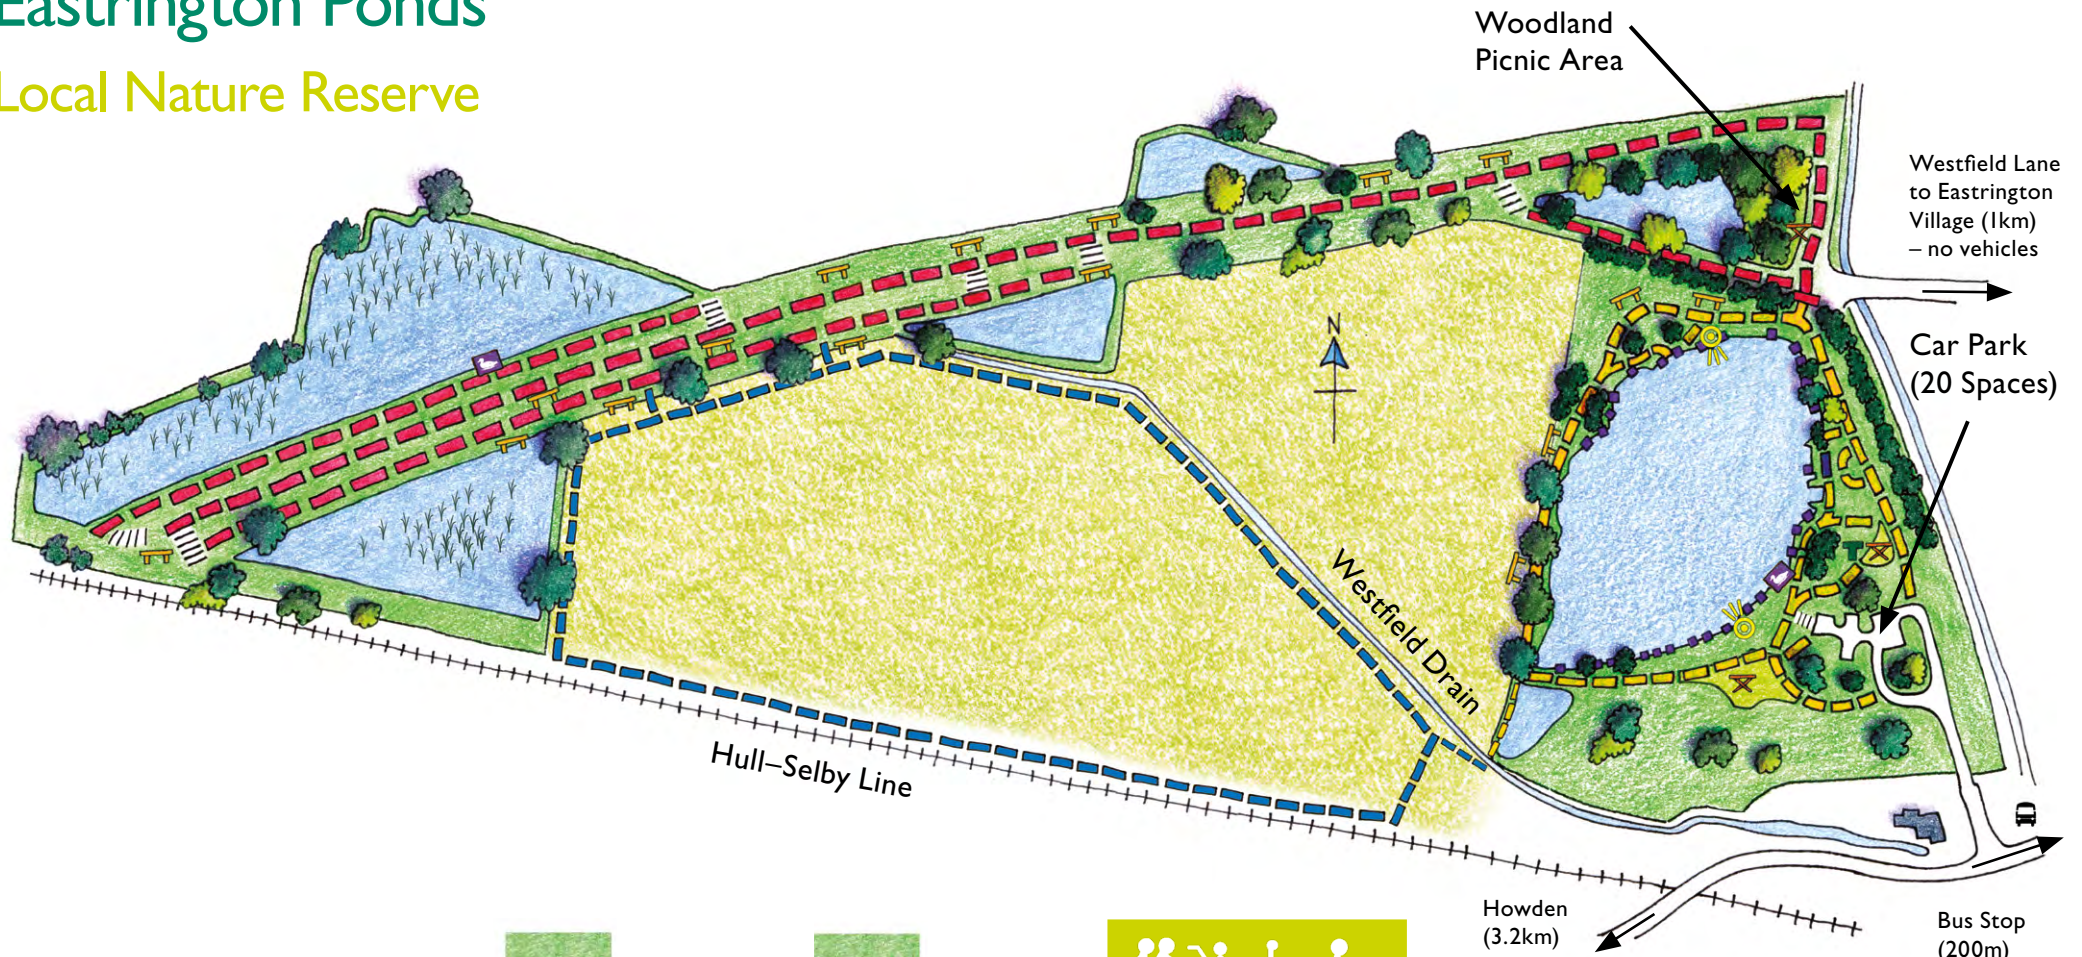 Eastrington Ponds
Local Nature Reserve
Woodland
Picnic Area
Westfield Lane
to Eastrington
Village (1km)
– no vehicles
Car Park
(20 Spaces)
N
Westfield Drain
Hull–Selby Line
Howden
(3.2km)
Bus Stop
(200m)